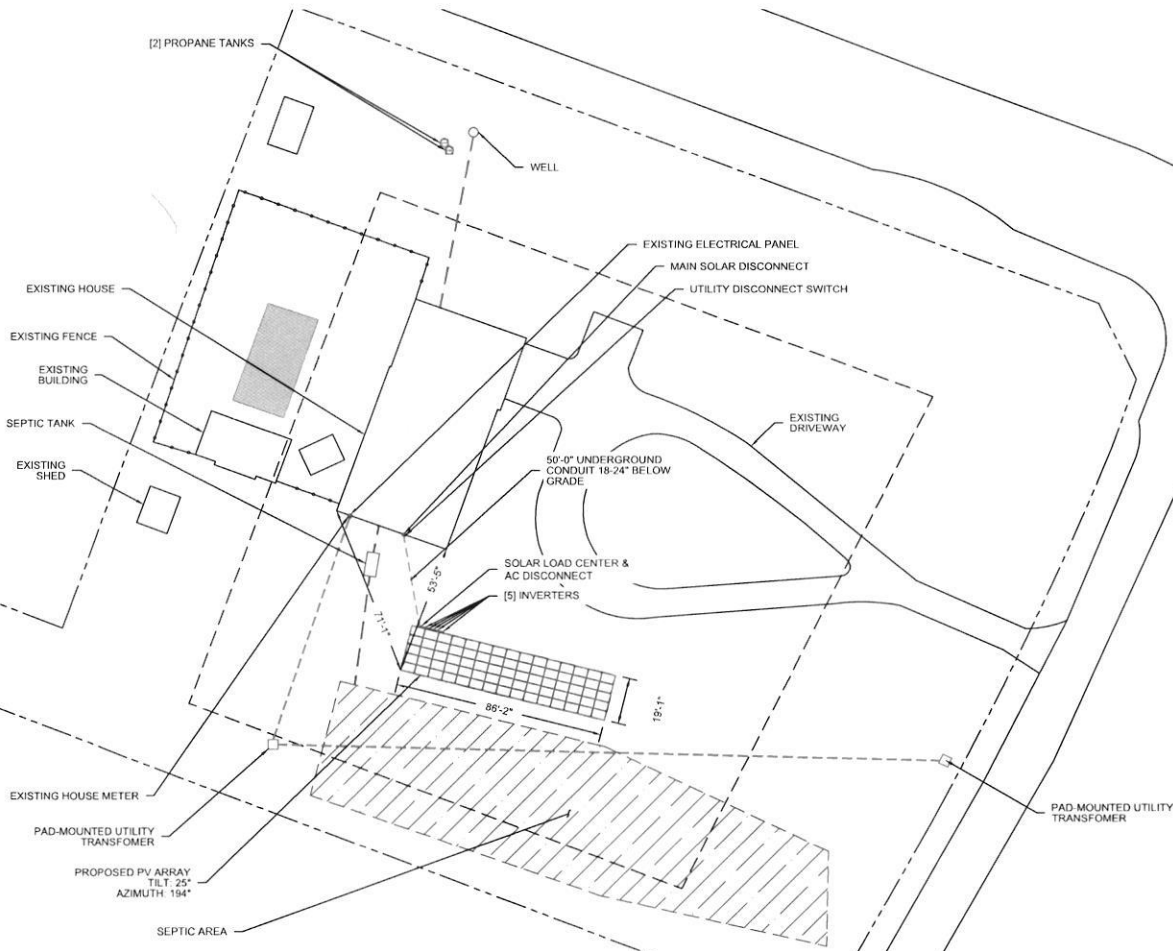 [2] PROPANE TANKS
WELL
EXISTING ELECTRICAL PANEL
MAIN SOLAR DISCONNECT
UTILITY DISCONNECT SWITCH
EXISTING HOUSE
EXISTING FENCE
EXISTING
BUILDING
SEPTIC TANK
EXISTING
SHED
EXISTING
DRIVEWAY
50'-0" UNDERGROUND
CONDUIT 18-24" BELOW
GRADE
SOLAR LOAD CENTER &
AC DISCONNECT
[5] INVERTERS
53'-5"
71'-1"
86'-2"
19'-1"
EXISTING HOUSE METER
PAD-MOUNTED UTILITY
TRANSFOMER
PROPOSED PV ARRAY
TILT: 25°
AZIMUTH: 194°
SEPTIC AREA
PAD-MOUNTED UTILITY
TRANSFOMER